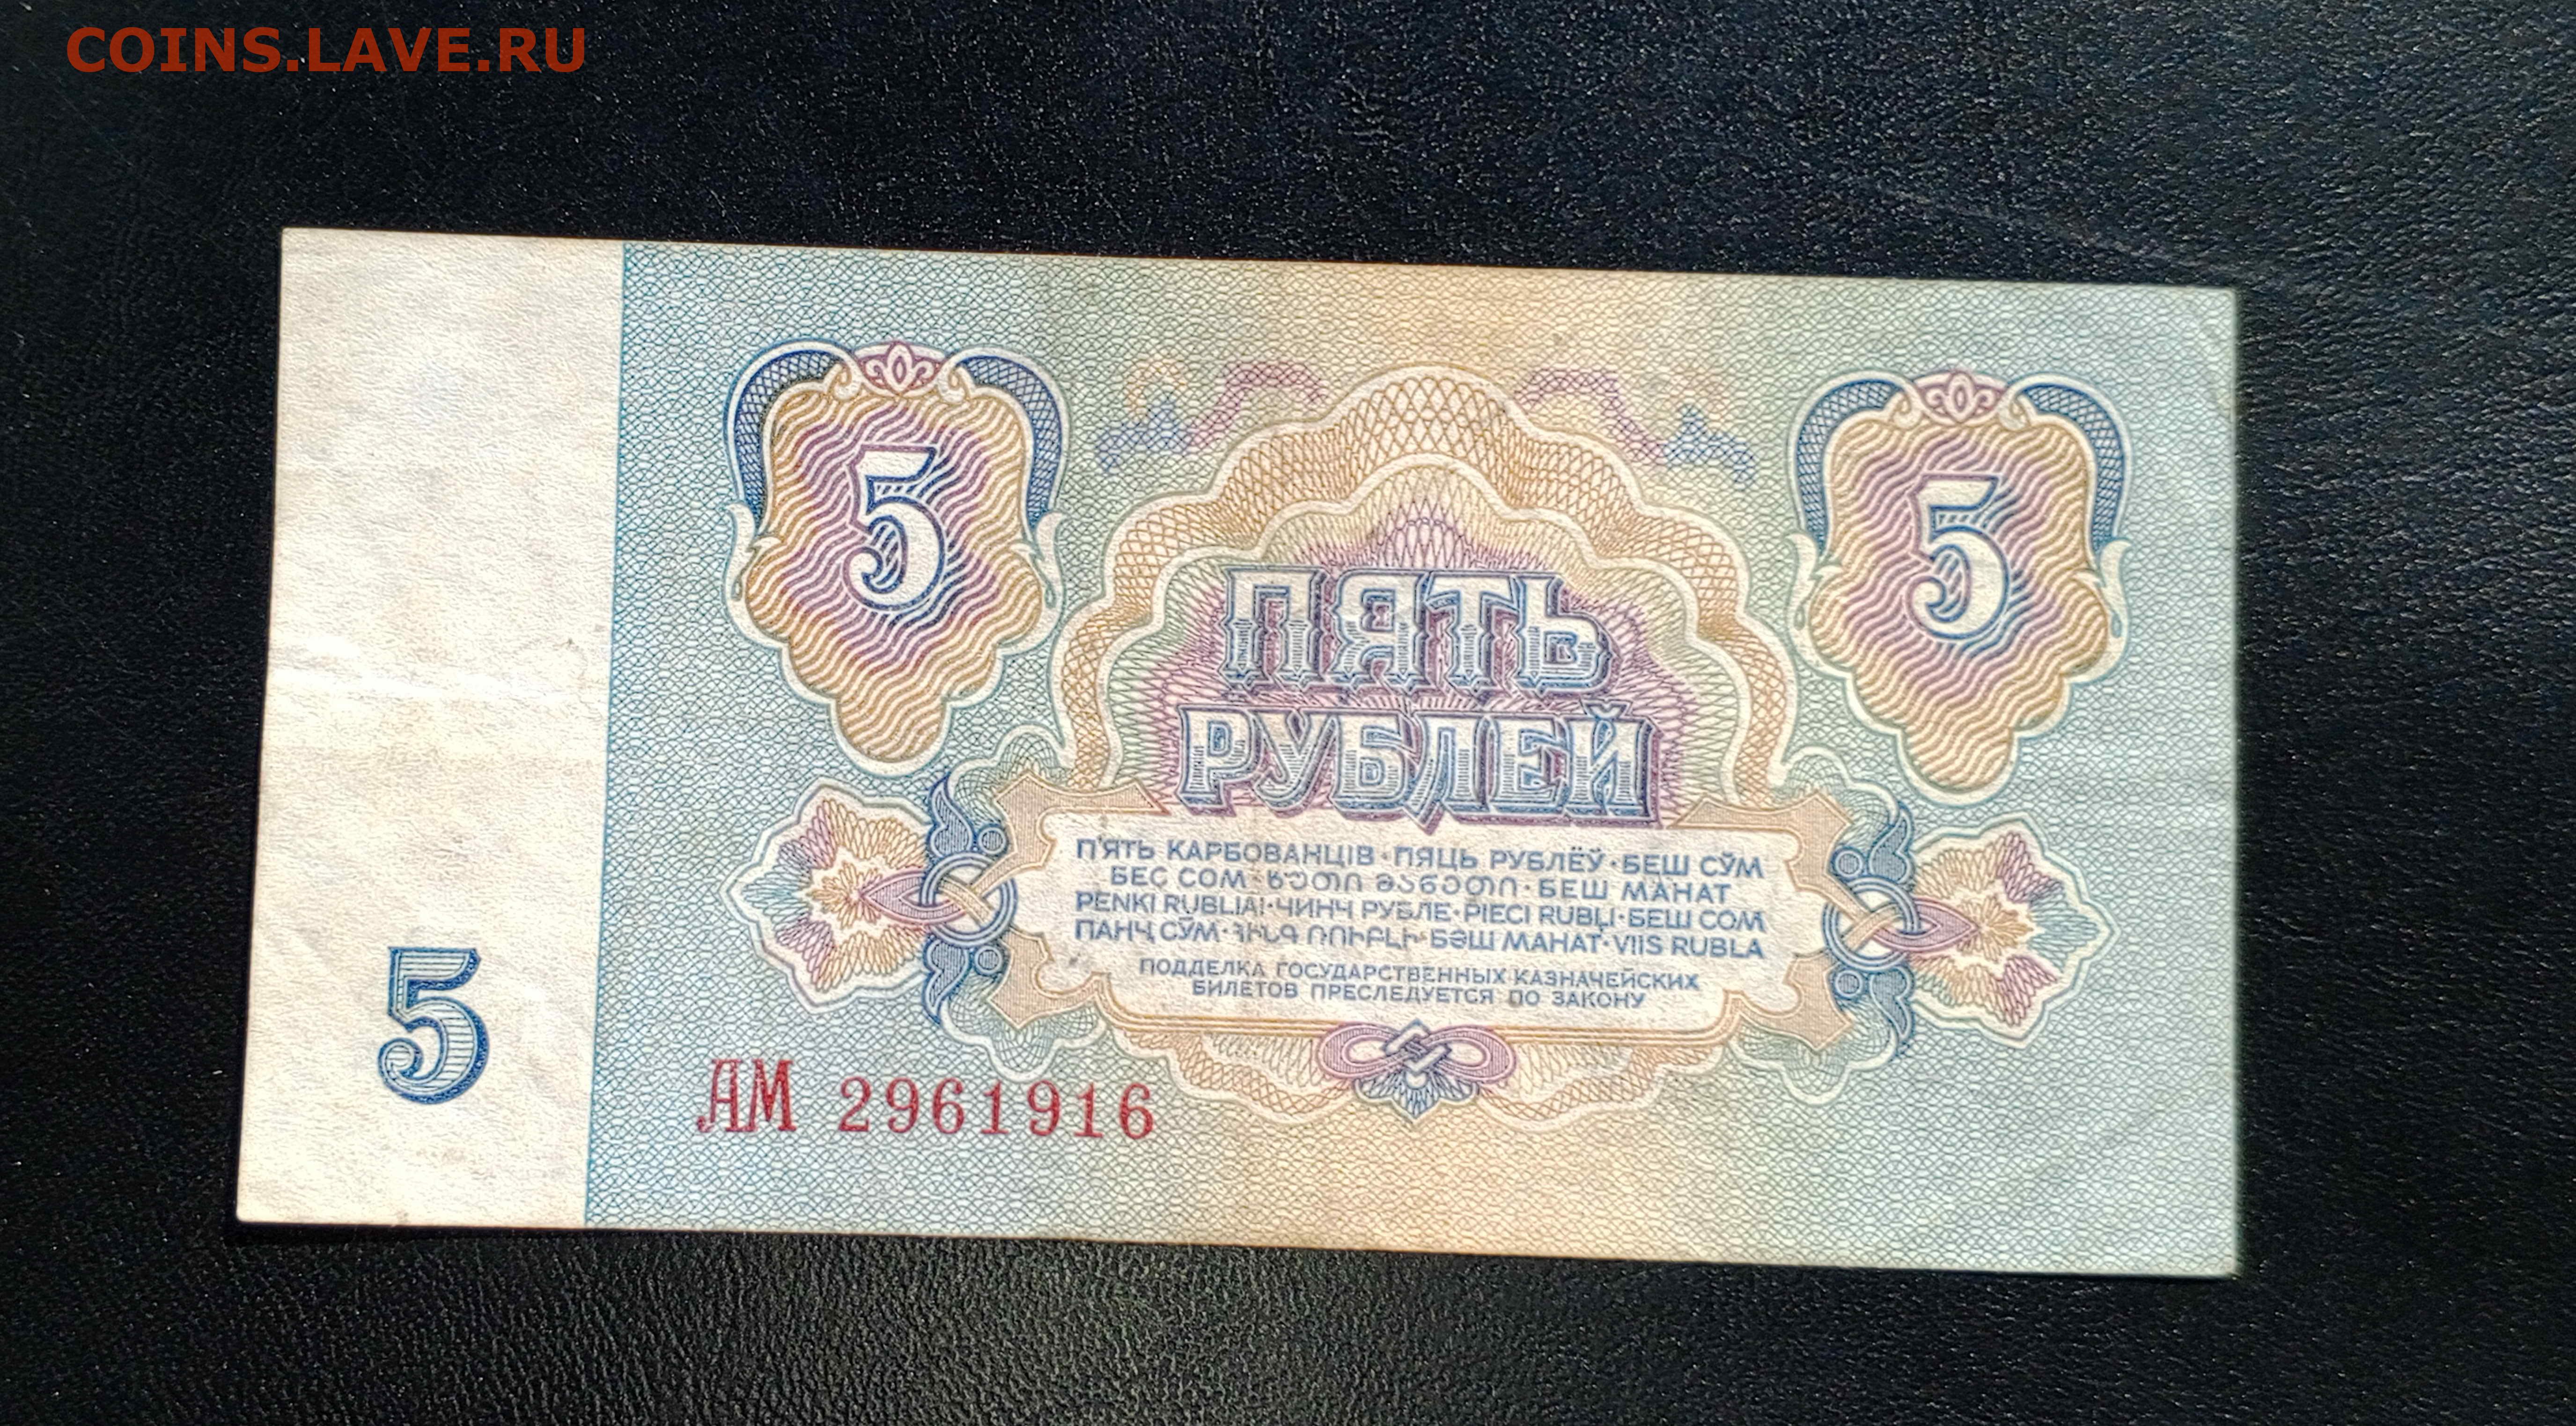 COINS.LAVE.RU
5
5
ПЯТЬ
РУБЛЕЙ
П'ЯТЬ КАРБОВАНЦІВ·ПЯЦЬ РУБЛЁЎ·БЕШ СЎМ
БЕС СОМ·ხუთი მანეთი·БЕШ МАНАТ
PENKI RUBLIAI·ЧИНЧ РУБЛЕ·PIECI RUBĻI·БЕШ СОМ
ПАНҶ СӮМ·ՀԻՆԳ ՌՈՒԲԼԻ·БӘШ МАНАТ·VIIS RUBLA
ПОДДЕЛКА ГОСУДАРСТВЕННЫХ КАЗНАЧЕЙСКИХ
БИЛЕТОВ ПРЕСЛЕДУЕТСЯ ПО ЗАКОНУ
5
АМ 2961916